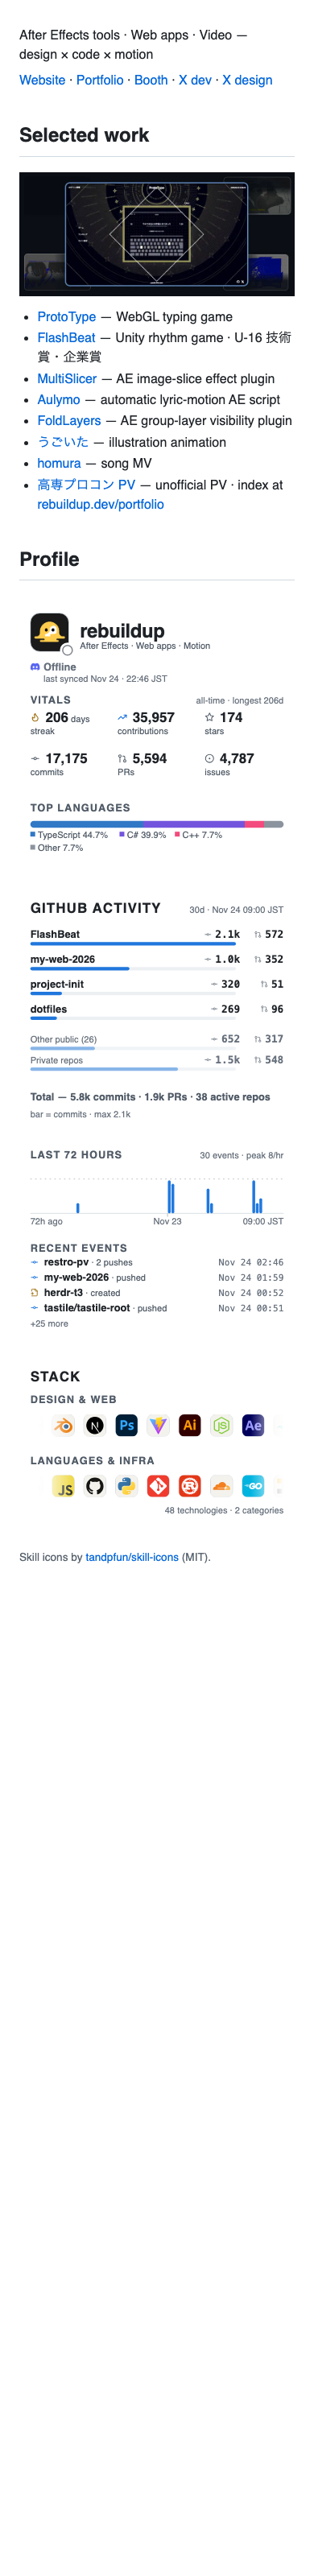 After Effects tools · Web apps · Video —
design × code × motion
Website · Portfolio · Booth · X dev · X design
Selected work
ProtoType — WebGL typing game
FlashBeat — Unity rhythm game · U-16 技術
賞・企業賞
MultiSlicer — AE image-slice effect plugin
Aulymo — automatic lyric-motion AE script
FoldLayers — AE group-layer visibility plugin
うごいた — illustration animation
homura — song MV
高専プロコン PV — unofficial PV · index at
rebuildup.dev/portfolio
Profile
rebuildup
After Effects · Web apps · Motion
Offline
last synced Nov 24 · 22:46 JST
VITALS all-time · longest 206d
206 days 35,957 174
streak contributions stars
17,175 5,594 4,787
commits PRs issues
TOP LANGUAGES
TypeScript 44.7% C# 39.9% C++ 7.7%
Other 7.7%
GITHUB ACTIVITY 30d · Nov 24 09:00 JST
FlashBeat 2.1k 572
my-web-2026 1.0k 352
project-init 320 51
dotfiles 269 96
Other public (26) 652 317
Private repos 1.5k 548
Total — 5.8k commits · 1.9k PRs · 38 active repos
bar = commits · max 2.1k
LAST 72 HOURS 30 events · peak 8/hr
72h ago Nov 23 09:00 JST
RECENT EVENTS
restro-pv · 2 pushes Nov 24 02:46
my-web-2026 · pushed Nov 24 01:59
herdr-t3 · created Nov 24 00:52
tastile/tastile-root · pushed Nov 24 00:51
+25 more
STACK
DESIGN & WEB
N Ps Ai JS Ae
LANGUAGES & INFRA
JS GO
48 technologies · 2 categories
Skill icons by tandpfun/skill-icons (MIT).